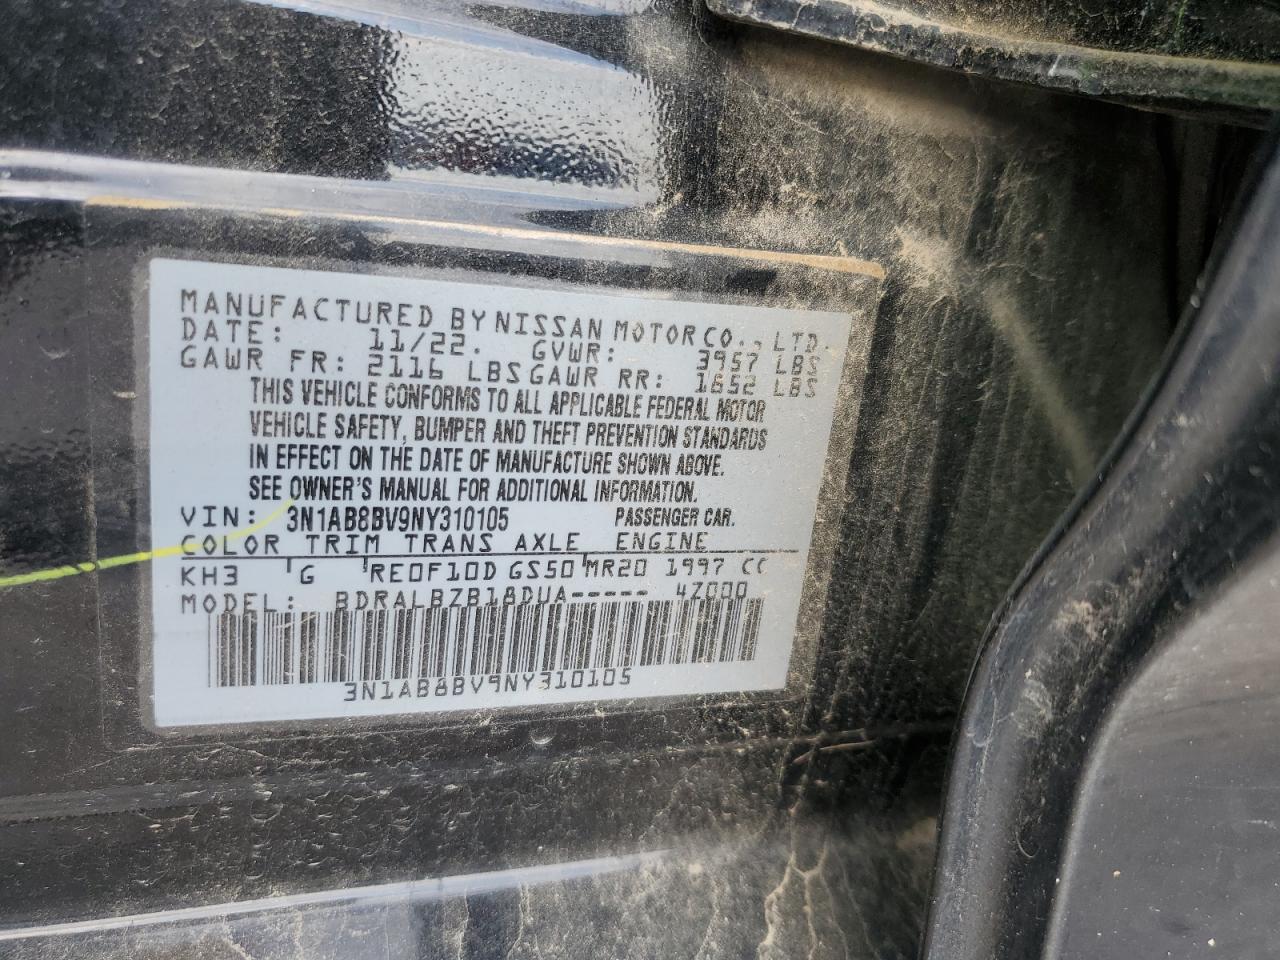 MANUFACTURED BY NISSAN MOTOR CO., LTD.
DATE: 11/22. GVWR: 3957 LBS
GAWR FR: 2116 LBS GAWR RR: 1852 LBS
THIS VEHICLE CONFORMS TO ALL APPLICABLE FEDERAL MOTOR
VEHICLE SAFETY, BUMPER AND THEFT PREVENTION STANDARDS
IN EFFECT ON THE DATE OF MANUFACTURE SHOWN ABOVE.
SEE OWNER'S MANUAL FOR ADDITIONAL INFORMATION.
VIN: 3N1AB8BV9NY310105 PASSENGER CAR.
COLOR TRIM TRANS AXLE ENGINE
KH3 G RE0F10D GS50 MR20 1997 CC
MODEL: BDRALBZB18DUA----- 4Z000
3N1AB8BV9NY310105